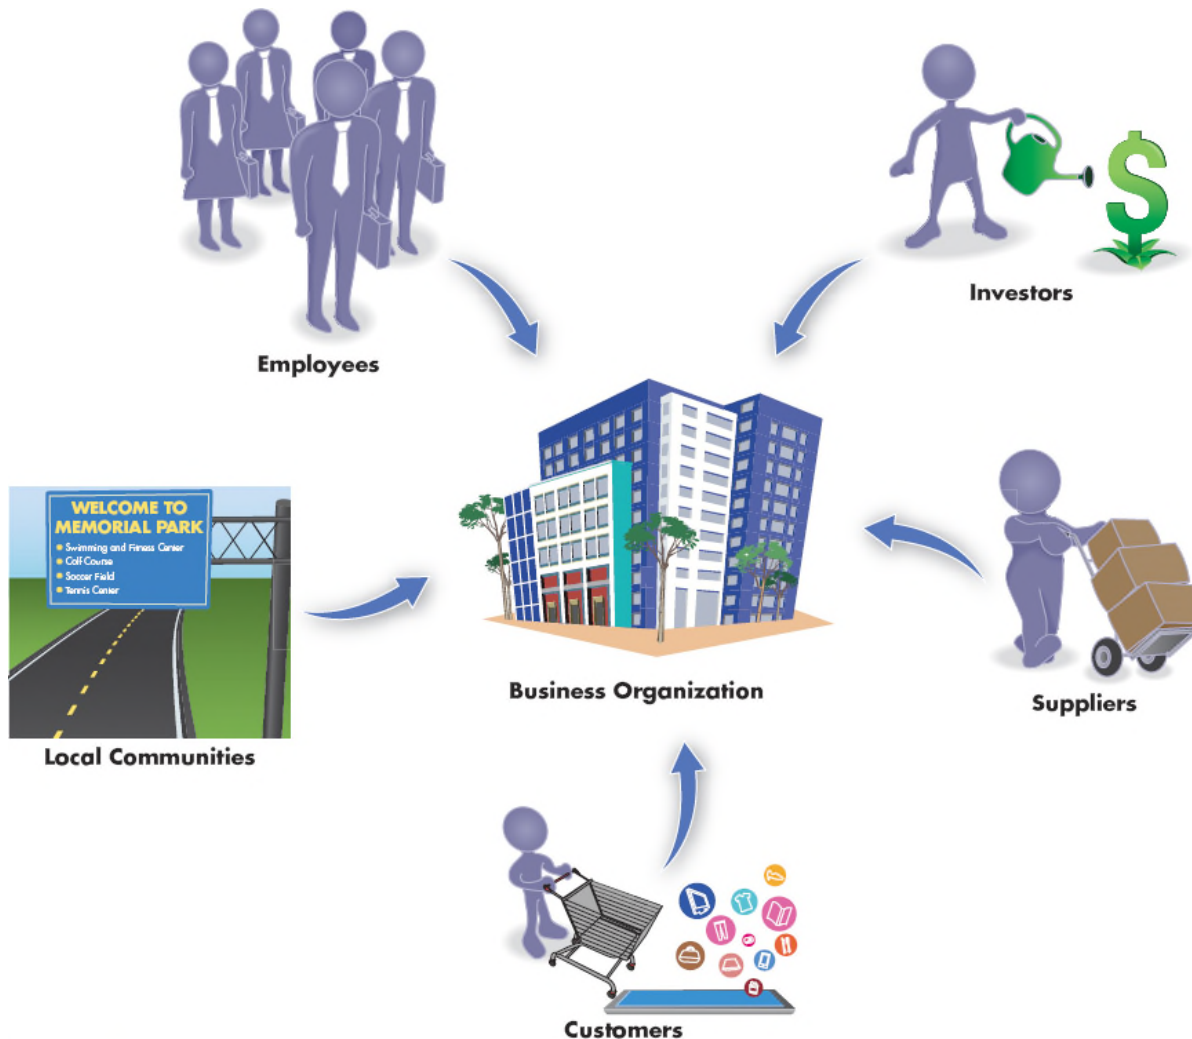 Employees
Investors
WELCOME TO
MEMORIAL PARK
Swimming and Fitness Center
Golf Course
Soccer Field
Tennis Center
Local Communities
Business Organization
Suppliers
Customers